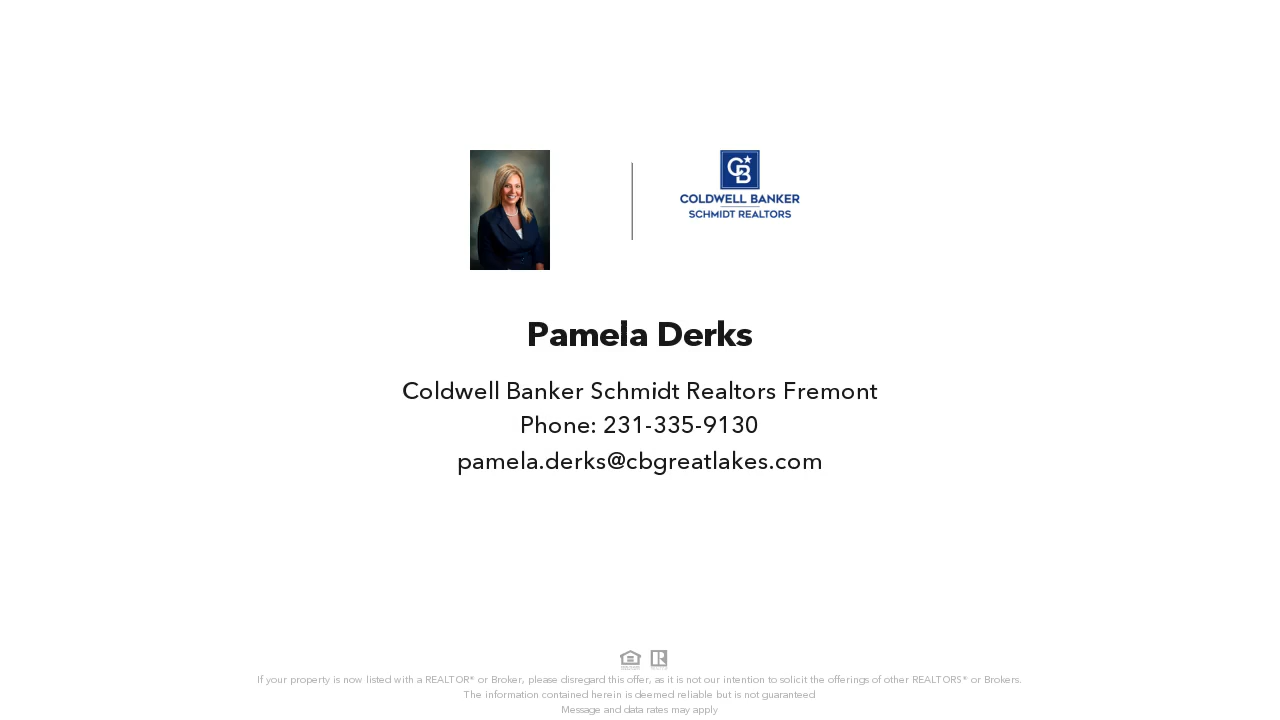 CB
COLDWELL BANKER
SCHMIDT REALTORS
Pamela Derks
Coldwell Banker Schmidt Realtors Fremont
Phone: 231-335-9130
pamela.derks@cbgreatlakes.com
If your property is now listed with a REALTOR® or Broker, please disregard this offer, as it is not our intention to solicit the offerings of other REALTORS® or Brokers.
The information contained herein is deemed reliable but is not guaranteed
Message and data rates may apply